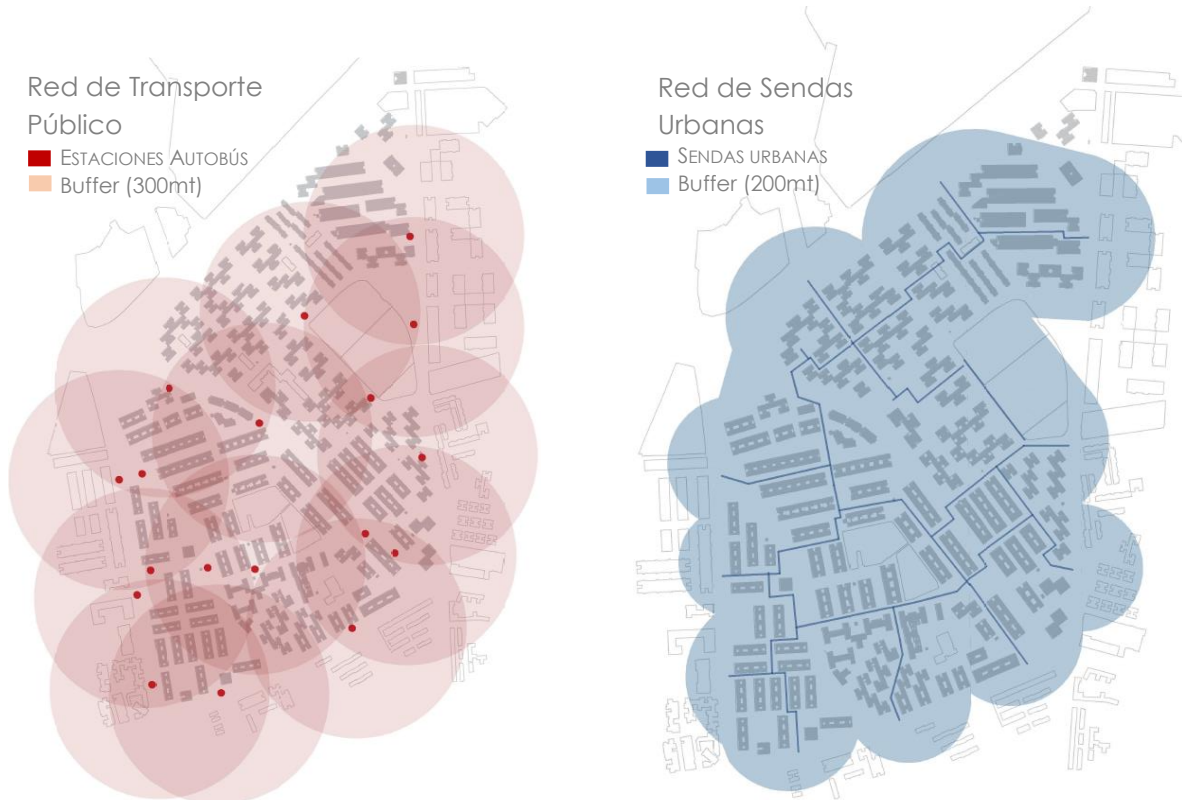 Red de Transporte
Público
ESTACIONES AUTOBÚS
Buffer (300mt)
Red de Sendas
Urbanas
SENDAS URBANAS
Buffer (200mt)